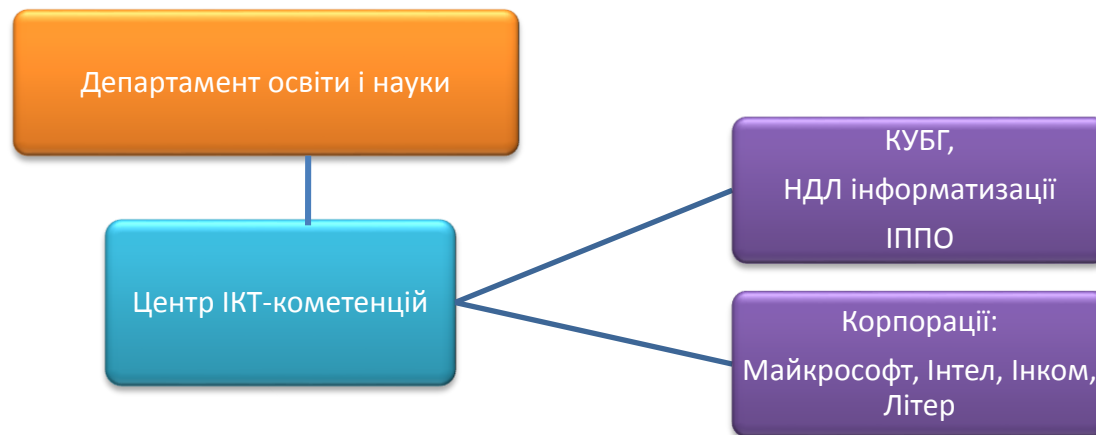 Департамент освіти і науки
КУБГ,
НДЛ інформатизації
ІППО
Центр ІКТ-кометенцій
Корпорації:
Майкрософт, Інтел, Інком,
Літер